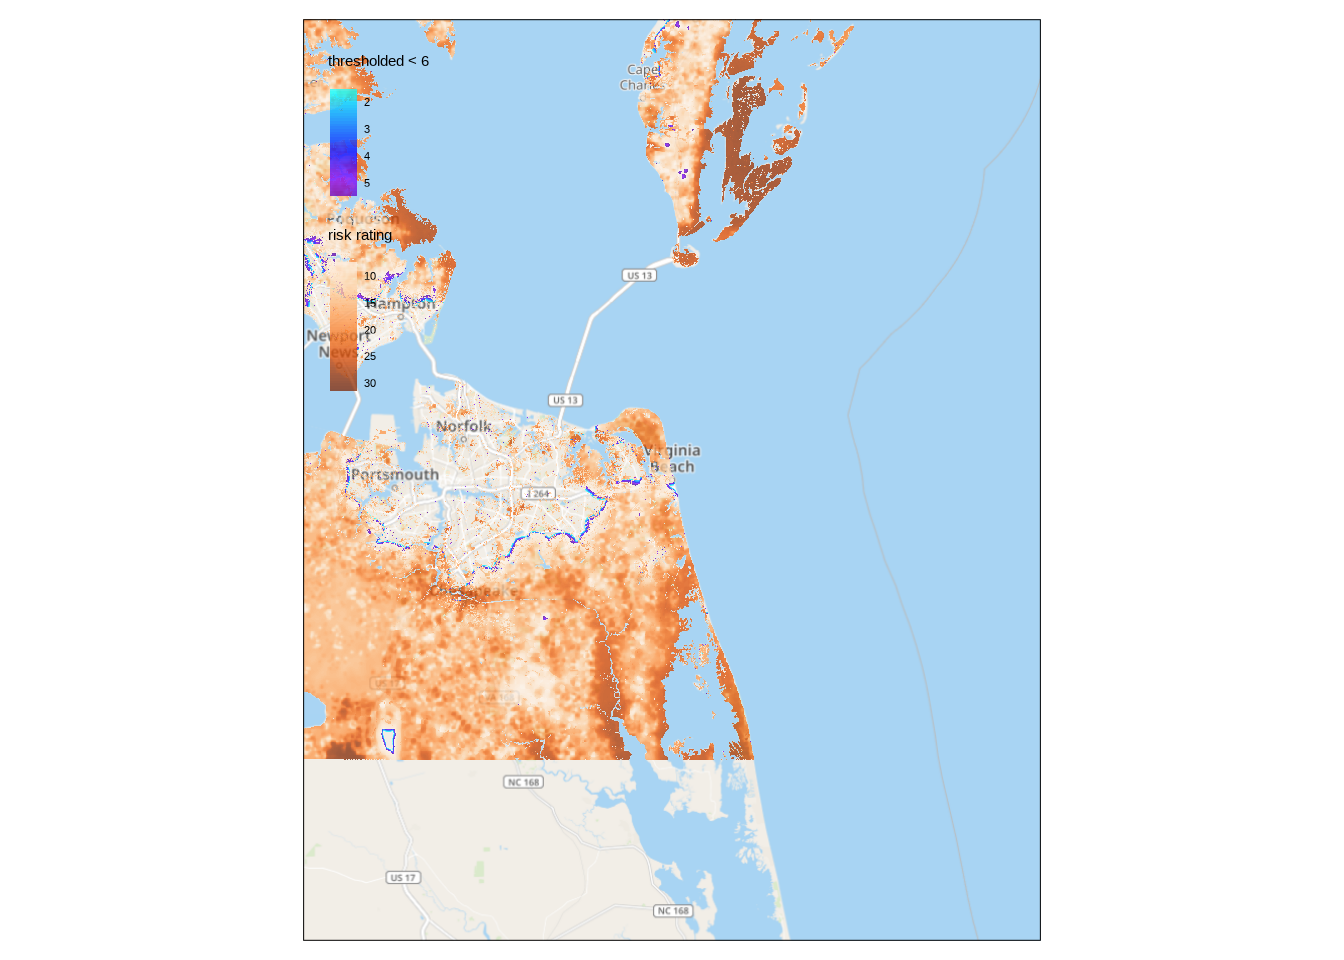 thresholded < 6
Cape
Charles
2
3
4
5
Poquoson
risk rating
US 13
10
15
Hampton
20
Newport
News
25
30
US 13
Norfolk
Virginia
Beach
Portsmouth
I 264
Chesapeake
NC 168
US 17
NC 168